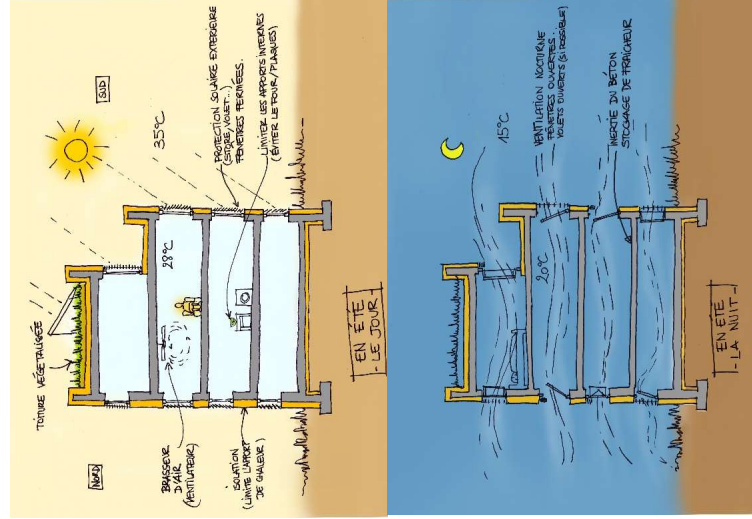 TOITURE VÉGÉTALISÉE
NORD
SUD
35°C
PROTECTION SOLAIRE EXTERIEURE
(STORE, VOLET...)
FENÊTRES FERMÉES.
LIMITER LES APPORTS INTERNES
(ÉVITER LE FOUR / PLAQUES)
28°C
BRASSEUR
D'AIR
(VENTILATEUR)
ISOLATION
(LIMITE L'APPORT
DE CHALEUR)
EN ÉTÉ
- LE JOUR -
15°C
VENTILATION NOCTURNE
FENÊTRES OUVERTES.
VOLETS OUVERTS (SI POSSIBLE)
INERTIE DU BÉTON
STOCKAGE DE FRAICHEUR
20°C
EN ÉTÉ
- LA NUIT -